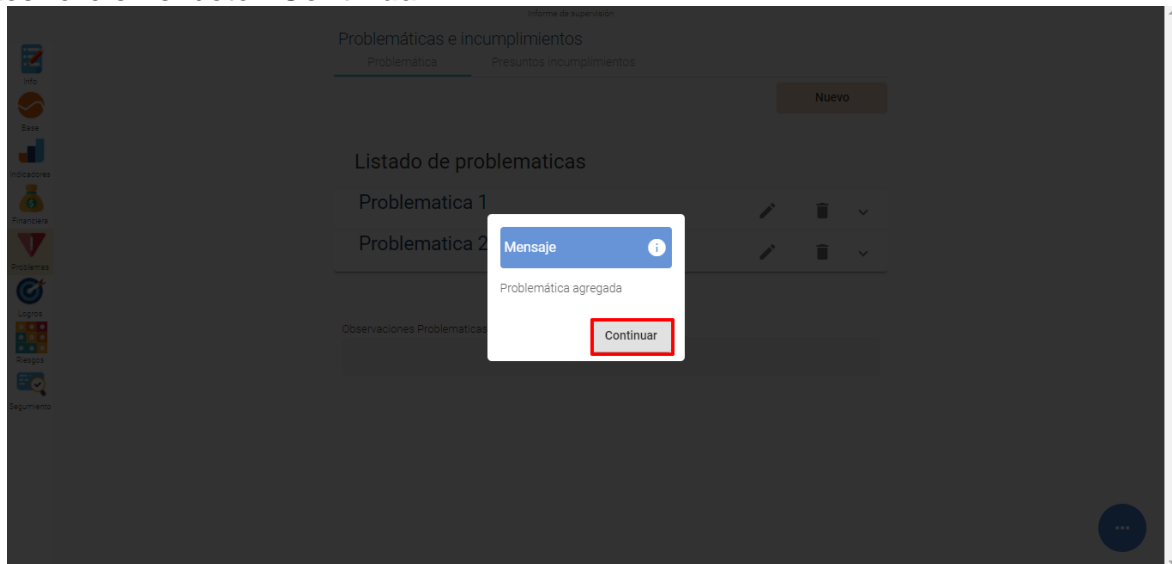 Informe de supervisión
Problemáticas e incumplimientos
Problemática Presuntos incumplimientos
Nuevo
Info
Base
Indicadores
Financiera
Problemas
Logros
Riesgos
Seguimiento
Listado de problematicas
Problematica 1
Problematica 2
Mensaje
Problemática agregada
Continuar
Observaciones Problematicas